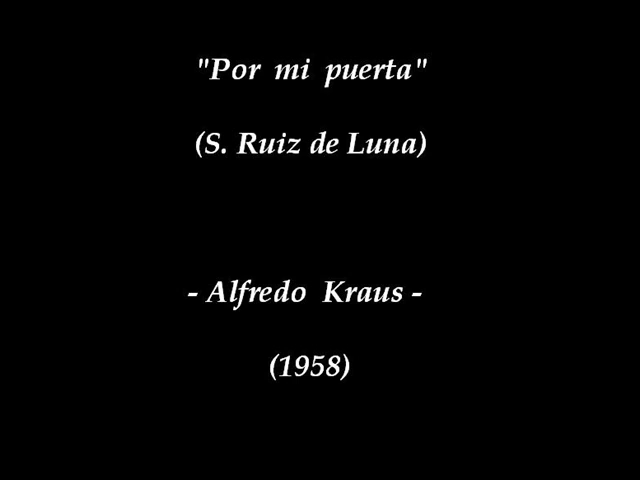 "Por mi puerta"
(S. Ruiz de Luna)
- Alfredo Kraus -
(1958)